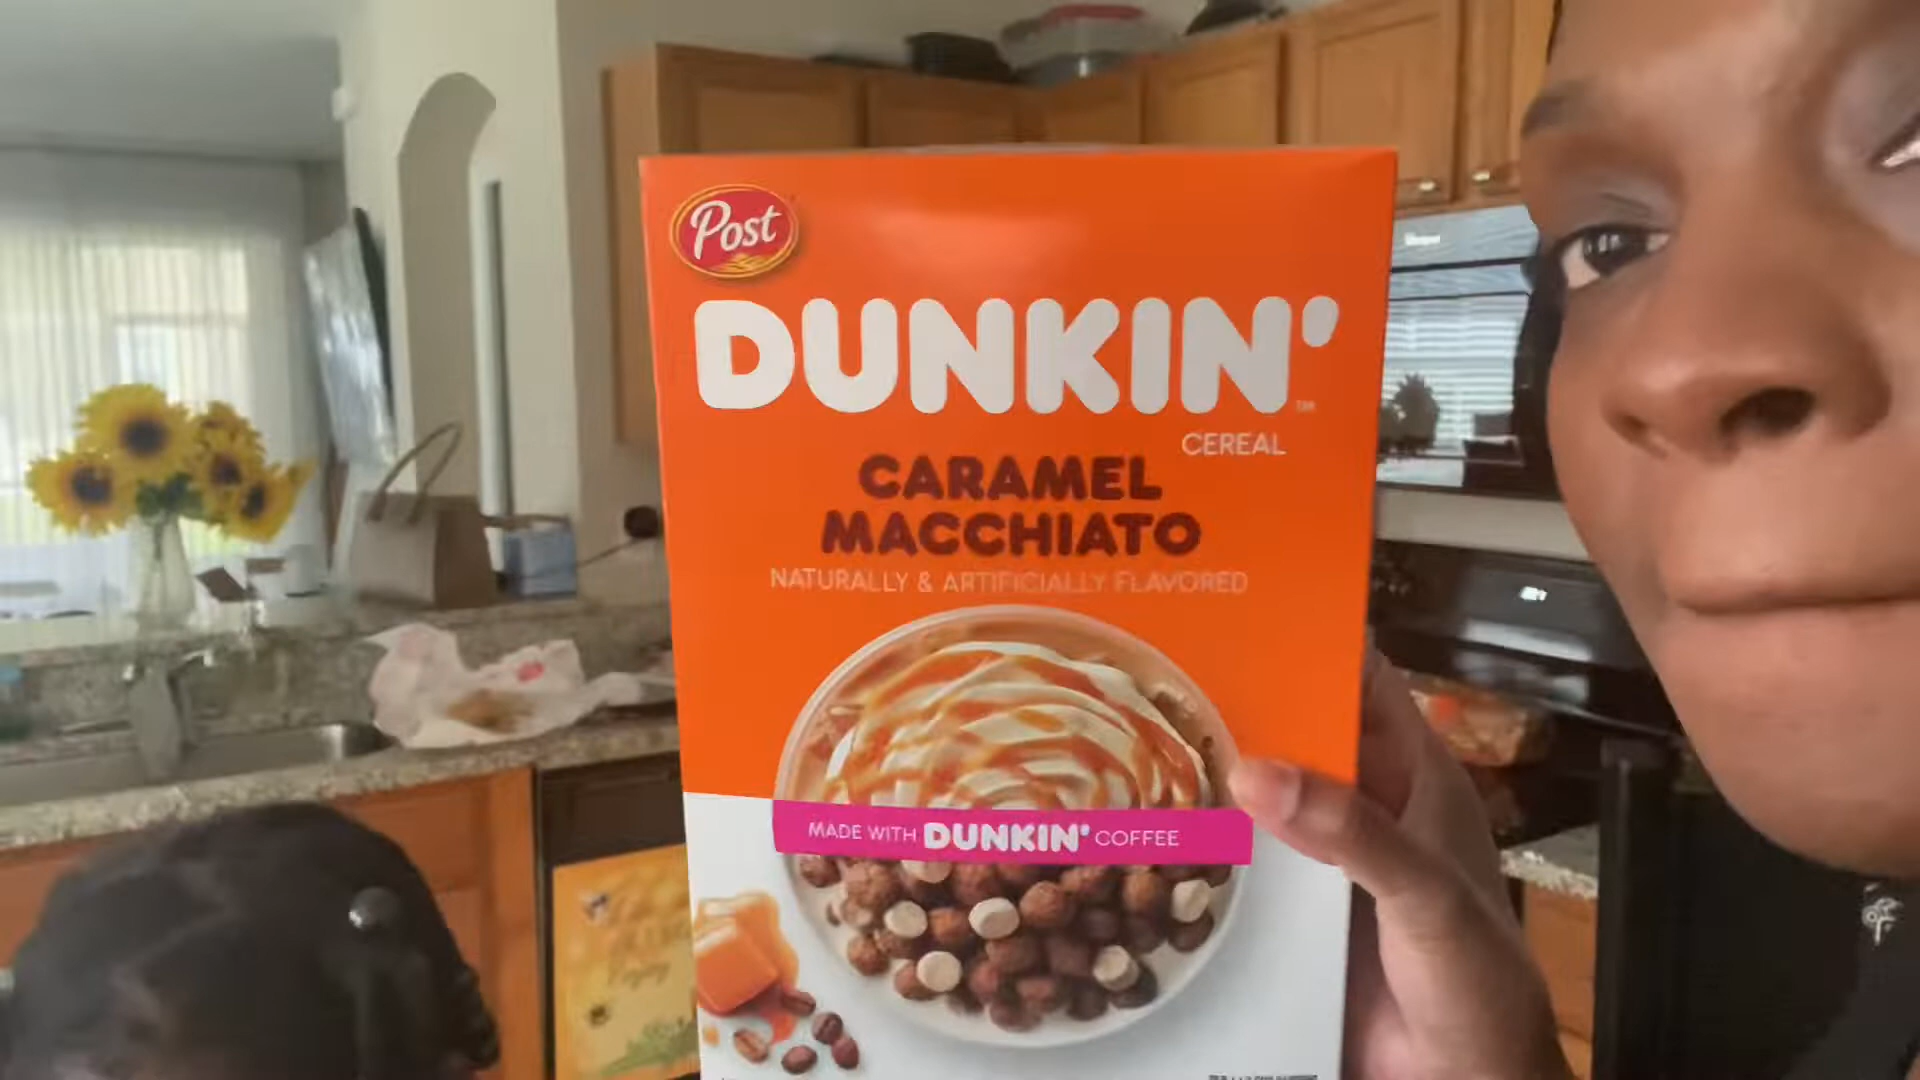 Post
DUNKIN'
TM
CEREAL
CARAMEL
MACCHIATO
NATURALLY & ARTIFICIALLY FLAVORED
MADE WITH DUNKIN' COFFEE